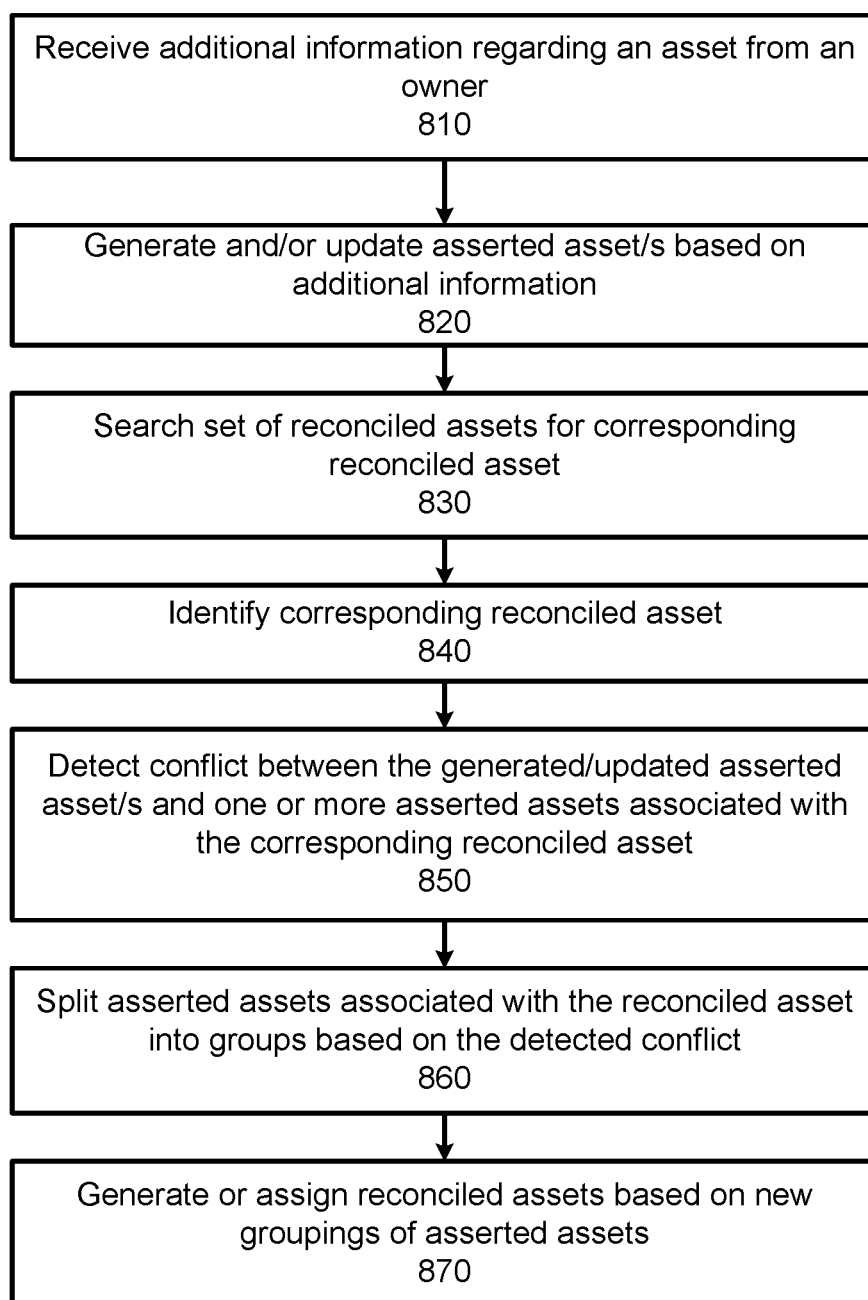 Receive additional information regarding an asset from an
owner
810
Generate and/or update asserted asset/s based on
additional information
820
Search set of reconciled assets for corresponding
reconciled asset
830
Identify corresponding reconciled asset
840
Detect conflict between the generated/updated asserted
asset/s and one or more asserted assets associated with
the corresponding reconciled asset
850
Split asserted assets associated with the reconciled asset
into groups based on the detected conflict
860
Generate or assign reconciled assets based on new
groupings of asserted assets
870